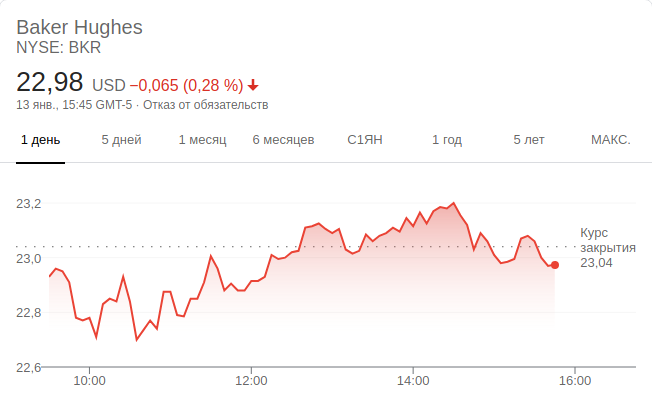 Baker Hughes
NYSE: BKR
22,98 USD −0,065 (0,28 %)
13 янв., 15:45 GMT-5 · Отказ от обязательств
1 день 5 дней 1 месяц 6 месяцев С1ЯН 1 год 5 лет МАКС.
23,2
Курс
закрытия
23,04
23,0
22,8
22,6
10:00 12:00 14:00 16:00